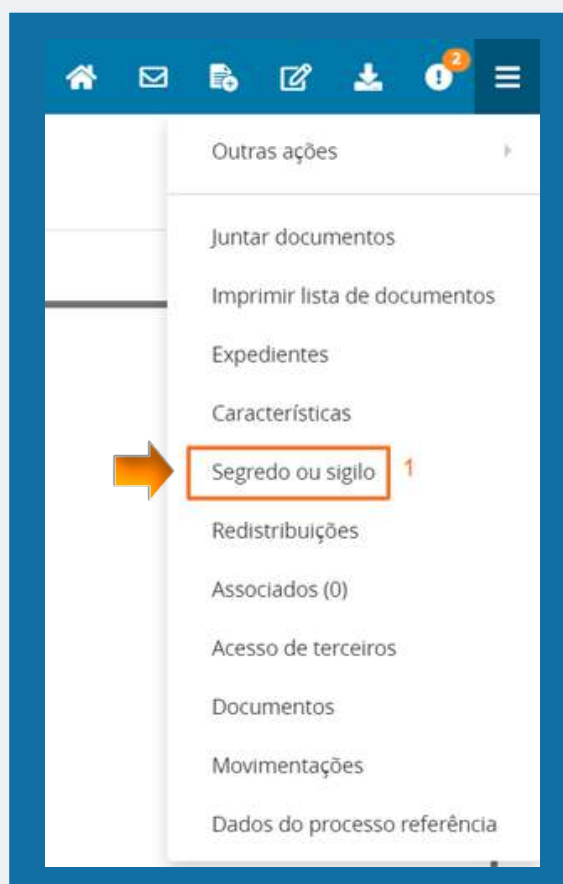 2
Outras ações
Juntar documentos
Imprimir lista de documentos
Expedientes
Características
Segredo ou sigilo 1
Redistribuições
Associados (0)
Acesso de terceiros
Documentos
Movimentações
Dados do processo referência